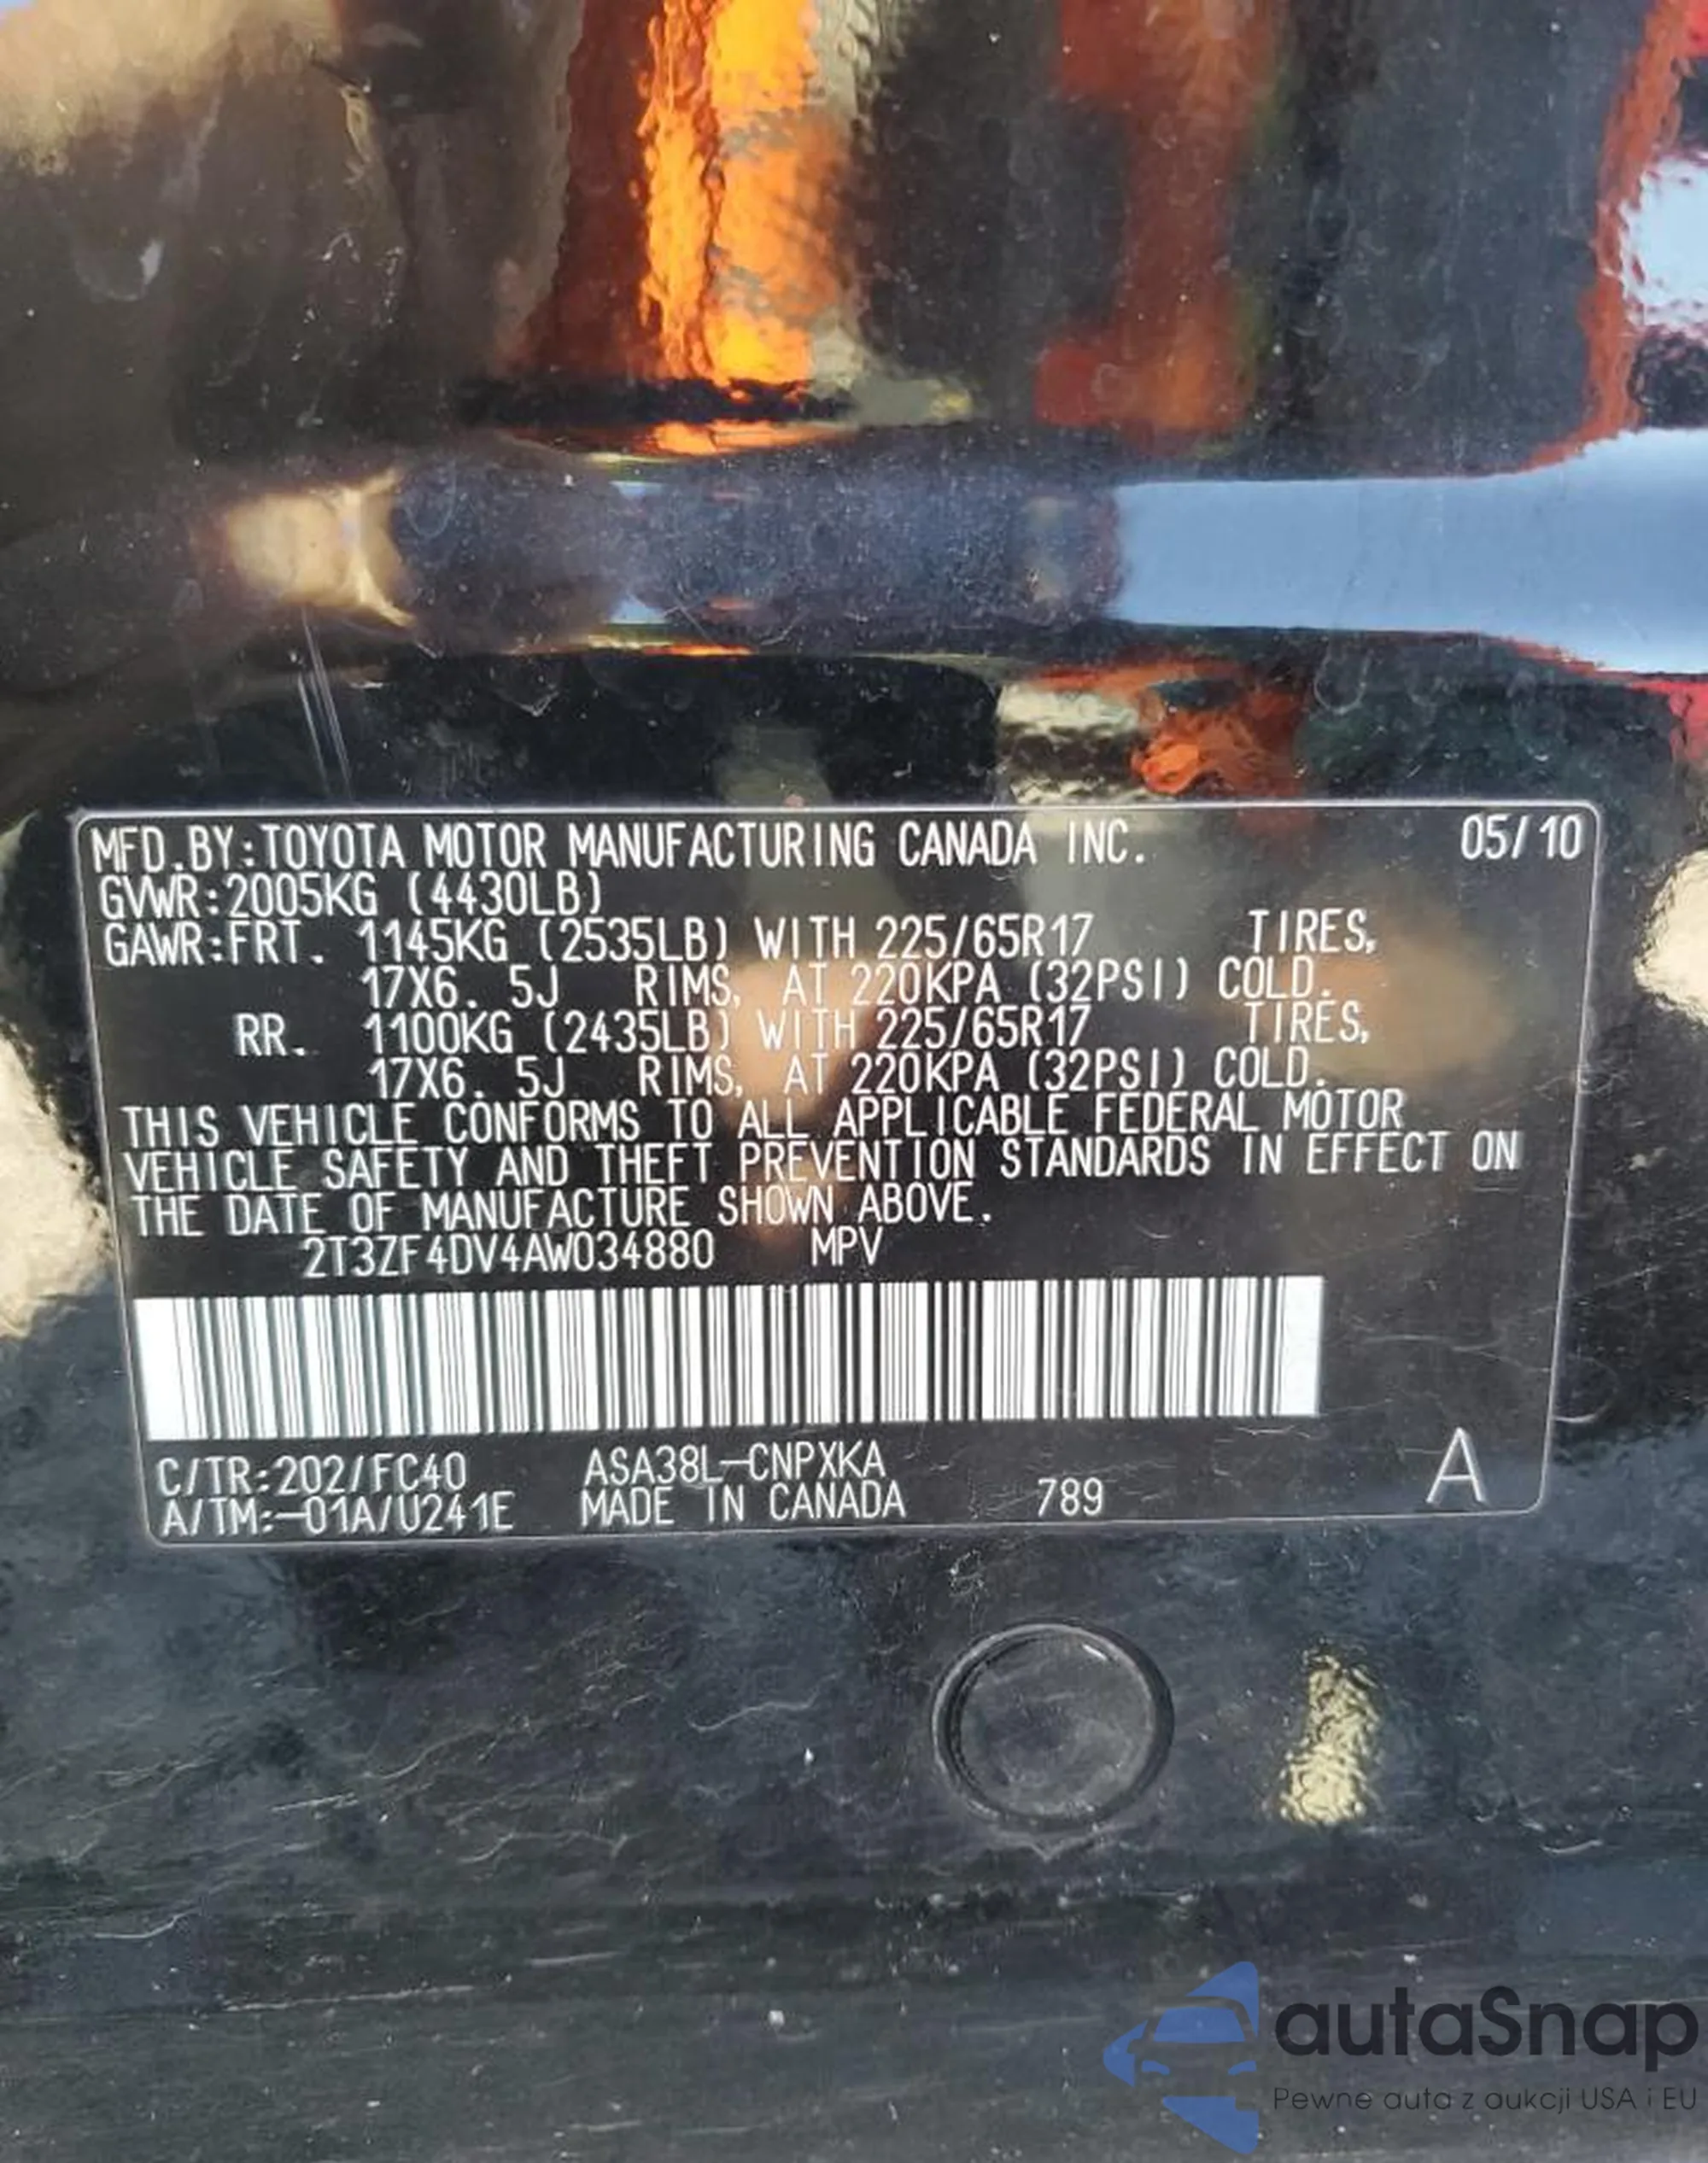 MFD.BY:TOYOTA MOTOR MANUFACTURING CANADA INC. 05/10
GVWR:2005KG (4430LB)
GAWR:FRT. 1145KG (2535LB) WITH 225/65R17 TIRES,
17X6. 5J RIMS, AT 220KPA (32PSI) COLD.
RR. 1100KG (2435LB) WITH 225/65R17 TIRES,
17X6. 5J RIMS, AT 220KPA (32PSI) COLD.
THIS VEHICLE CONFORMS TO ALL APPLICABLE FEDERAL MOTOR
VEHICLE SAFETY AND THEFT PREVENTION STANDARDS IN EFFECT ON
THE DATE OF MANUFACTURE SHOWN ABOVE.
2T3ZF4DV4AW034880 MPV
C/TR:202/FC40 ASA38L-CNPXKA
A/TM:-01A/U241E MADE IN CANADA 789 A
autaSnap
Pewne auta z aukcji USA i EU